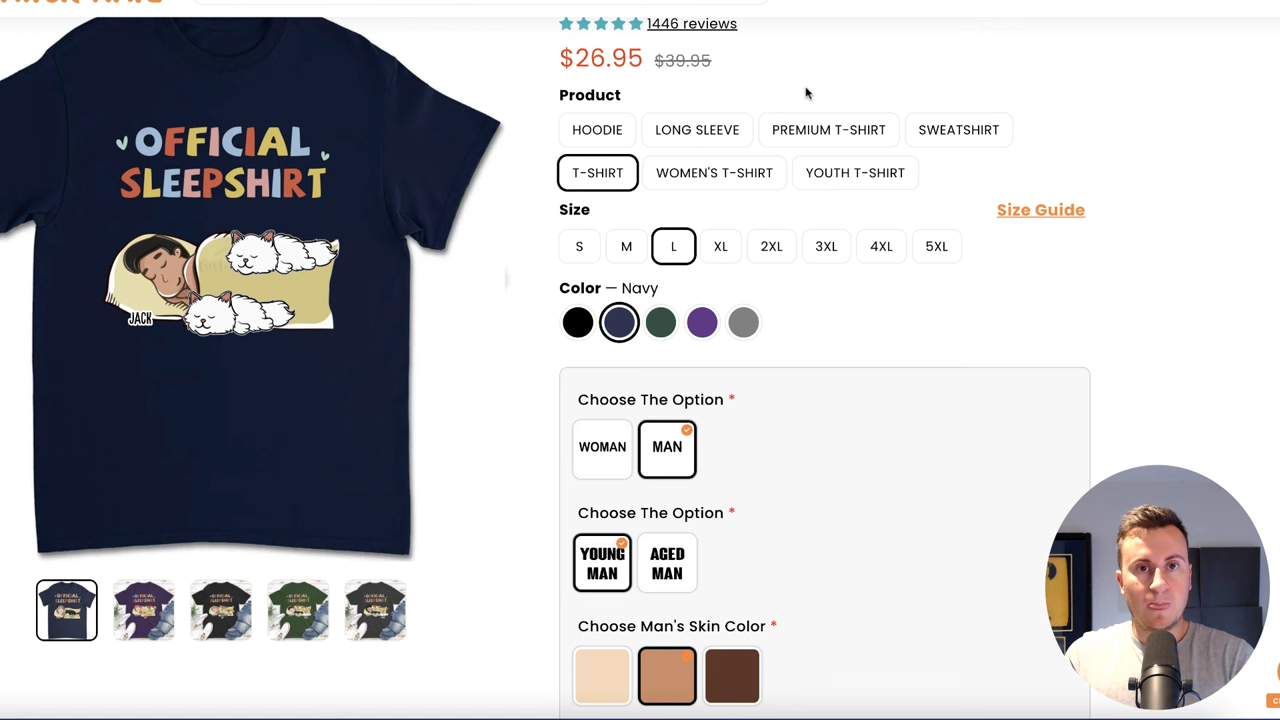 1446 reviews
$26.95 $39.95
Product
HOODIE LONG SLEEVE PREMIUM T-SHIRT SWEATSHIRT
T-SHIRT WOMEN'S T-SHIRT YOUTH T-SHIRT
Size Size Guide
S M L XL 2XL 3XL 4XL 5XL
Color — Navy
Choose The Option *
WOMAN MAN
Choose The Option *
YOUNG MAN AGED MAN
Choose Man's Skin Color *
OFFICIAL
SLEEPSHIRT
JACK